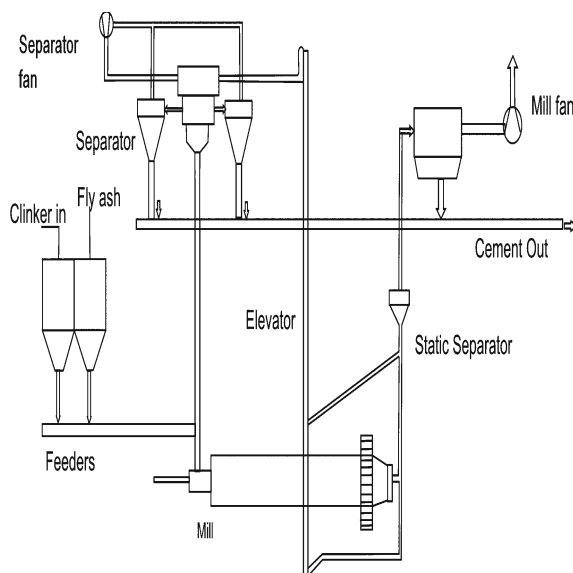 Separator
fan
Mill fan
Separator
Fly ash
Clinker in
Cement Out
Elevator
Static Separator
Feeders
Mill